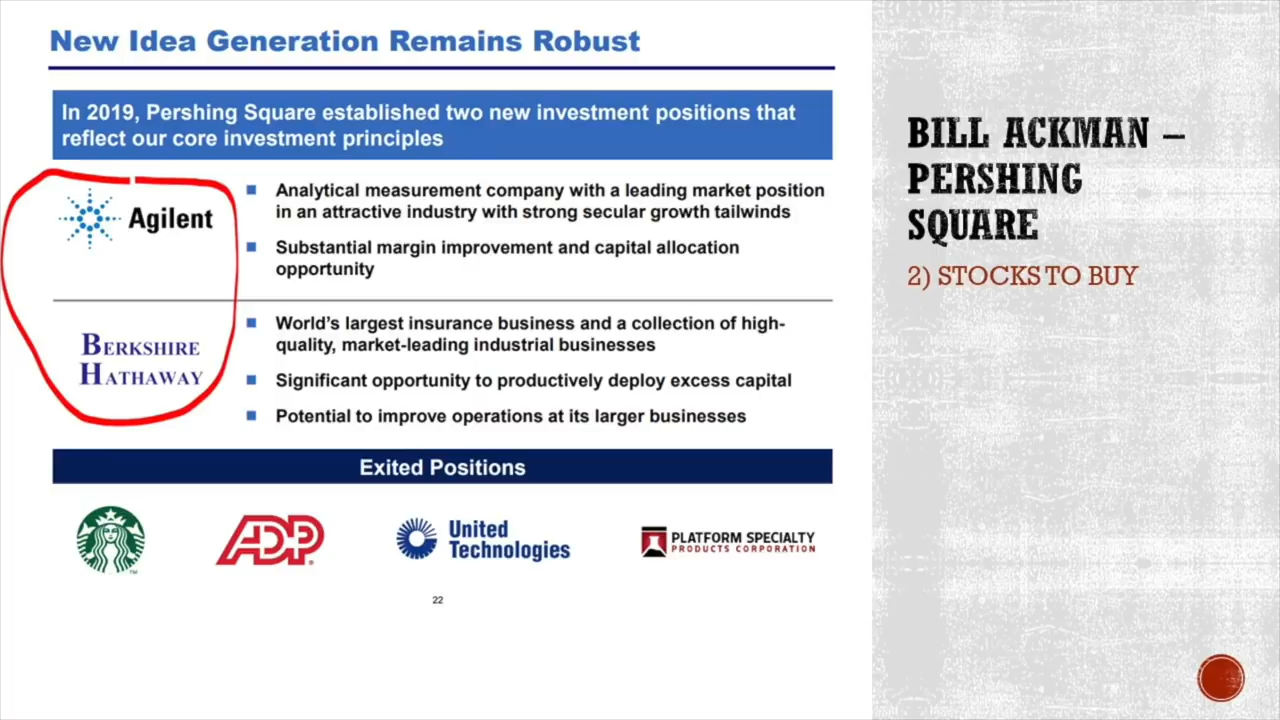 New Idea Generation Remains Robust
In 2019, Pershing Square established two new investment positions that
reflect our core investment principles
Agilent
Analytical measurement company with a leading market position
in an attractive industry with strong secular growth tailwinds
Substantial margin improvement and capital allocation
opportunity
BERKSHIRE
HATHAWAY
World's largest insurance business and a collection of high-
quality, market-leading industrial businesses
Significant opportunity to productively deploy excess capital
Potential to improve operations at its larger businesses
Exited Positions
TM
ADP®
United
Technologies
PLATFORM SPECIALTY
PRODUCTS CORPORATION
22
BILL ACKMAN –
PERSHING
SQUARE
2) STOCKS TO BUY